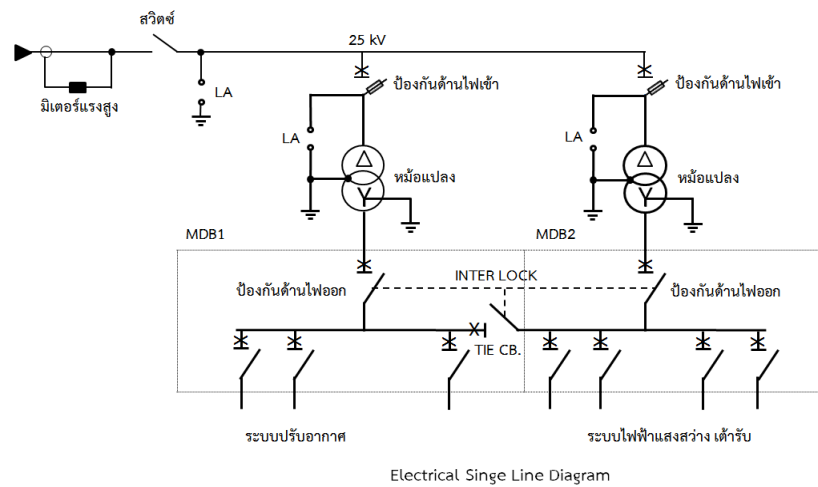 สวิตซ์
25 kV
มิเตอร์แรงสูง
LA
ป้องกันด้านไฟเข้า
ป้องกันด้านไฟเข้า
LA
LA
หม้อแปลง
หม้อแปลง
MDB1
MDB2
INTER LOCK
ป้องกันด้านไฟออก
ป้องกันด้านไฟออก
TIE CB.
ระบบปรับอากาศ
ระบบไฟฟ้าแสงสว่าง เต้ารับ
Electrical Singe Line Diagram